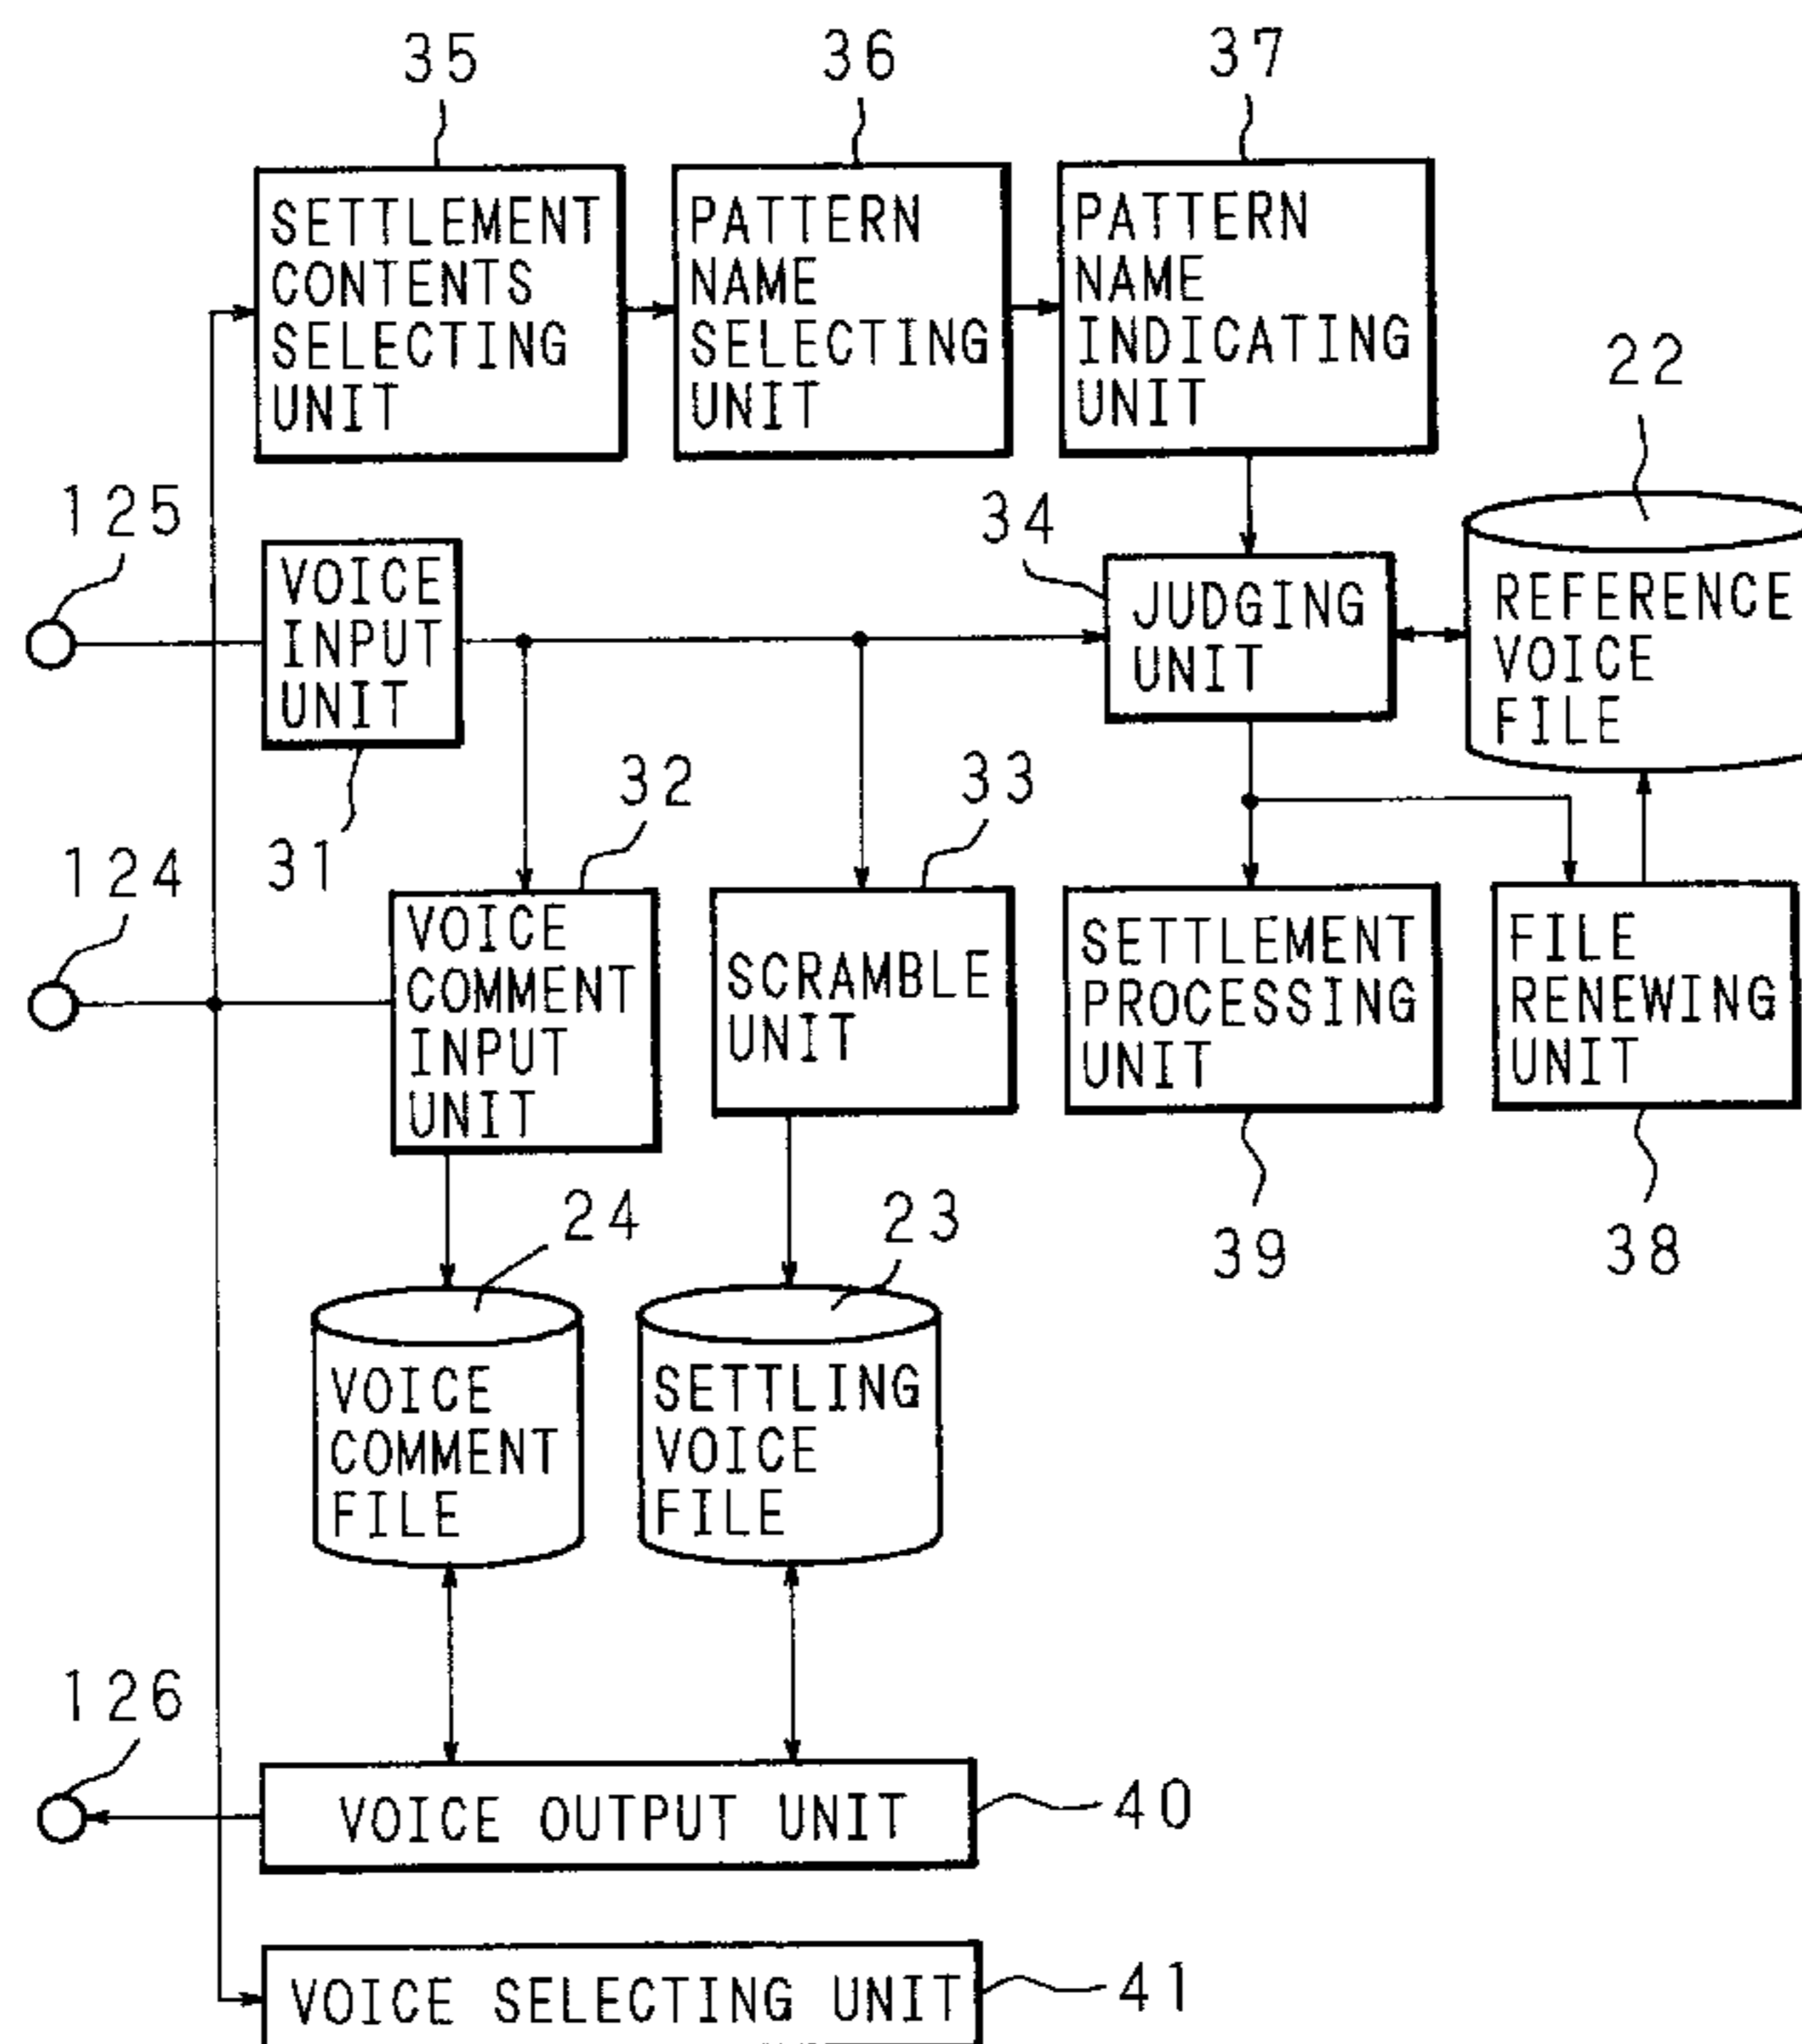 35
36
37
SETTLEMENT
CONTENTS
SELECTING
UNIT
PATTERN
NAME
SELECTING
UNIT
PATTERN
NAME
INDICATING
UNIT
22
125
34
VOICE
INPUT
UNIT
JUDGING
UNIT
REFERENCE
VOICE
FILE
31
32
33
124
VOICE
COMMENT
INPUT
UNIT
SCRAMBLE
UNIT
SETTLEMENT
PROCESSING
UNIT
FILE
RENEWING
UNIT
24
23
39
38
VOICE
COMMENT
FILE
SETTLING
VOICE
FILE
126
VOICE OUTPUT UNIT
40
VOICE SELECTING UNIT
41